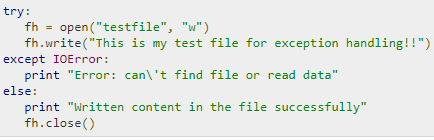 try:
   fh = open("testfile", "w")
   fh.write("This is my test file for exception handling!!")
except IOError:
   print "Error: can\'t find file or read data"
else:
   print "Written content in the file successfully"
   fh.close()